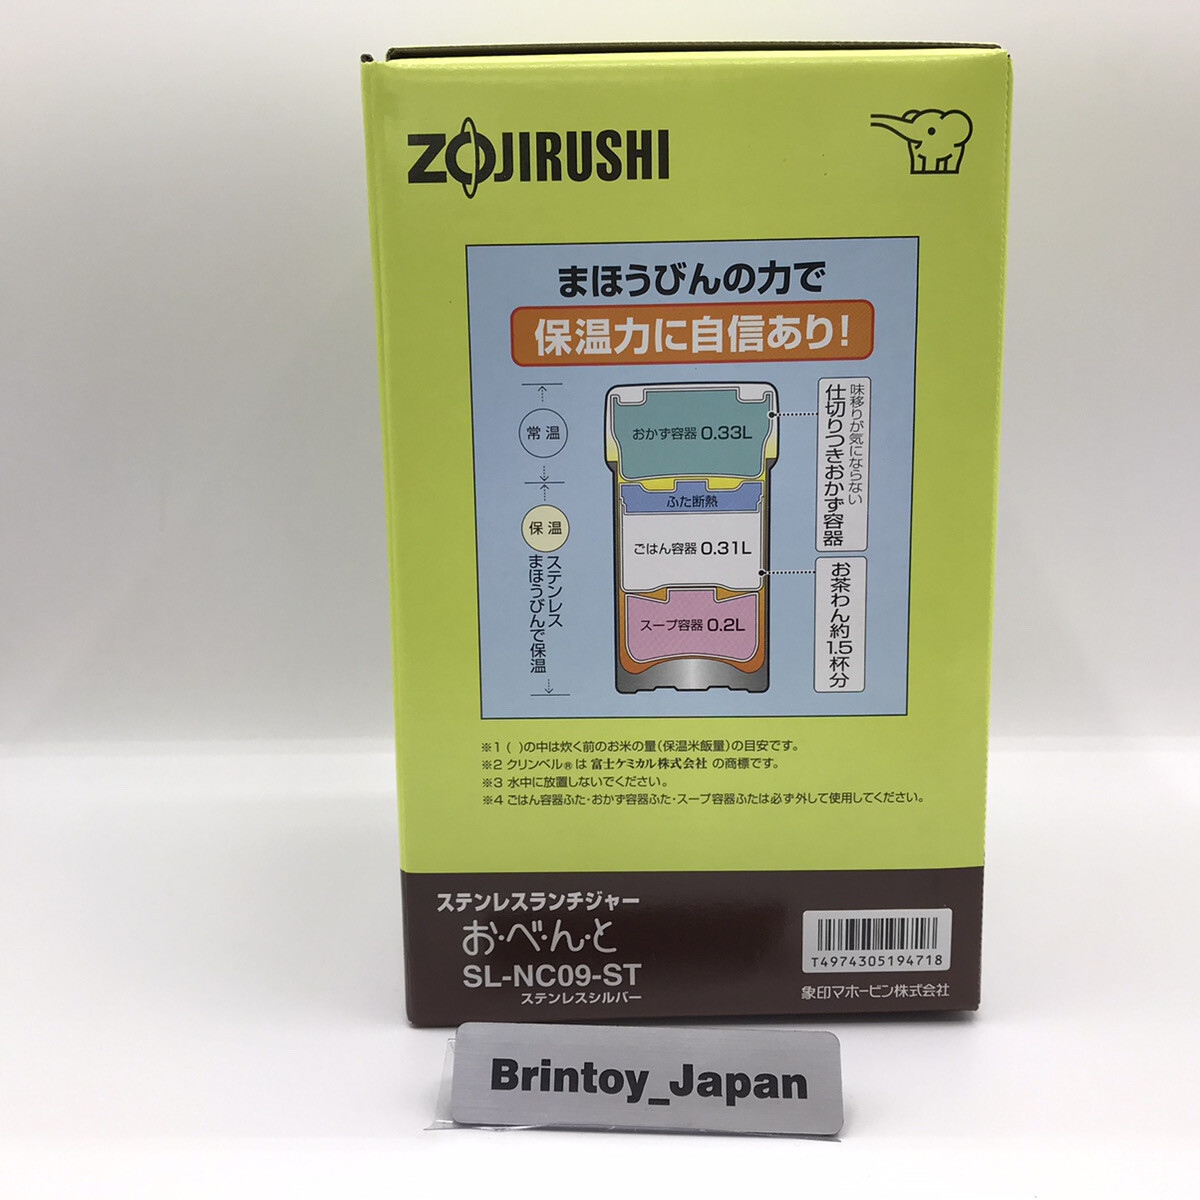 ZOJIRUSHI
まほうびんの力で
保温力に自信あり!
常温
保温
ステンレス
まほうびんで保温
おかず容器 0.33L
ふた断熱
ごはん容器 0.31L
スープ容器 0.2L
味移りが気にならない
仕切りつきおかず容器
お茶わん約1.5杯分
※1 ( )の中は炊く前のお米の量(保温米飯量)の目安です。
※2 クリンベル®は 富士ケミカル株式会社 の商標です。
※3 水中に放置しないでください。
※4 ごはん容器ふた・おかず容器ふた・スープ容器ふたは必ず外して使用してください。
ステンレスランチジャー
お・べ・ん・と
SL-NC09-ST
ステンレスシルバー
T4974305194718
象印マホービン株式会社
Brintoy_Japan